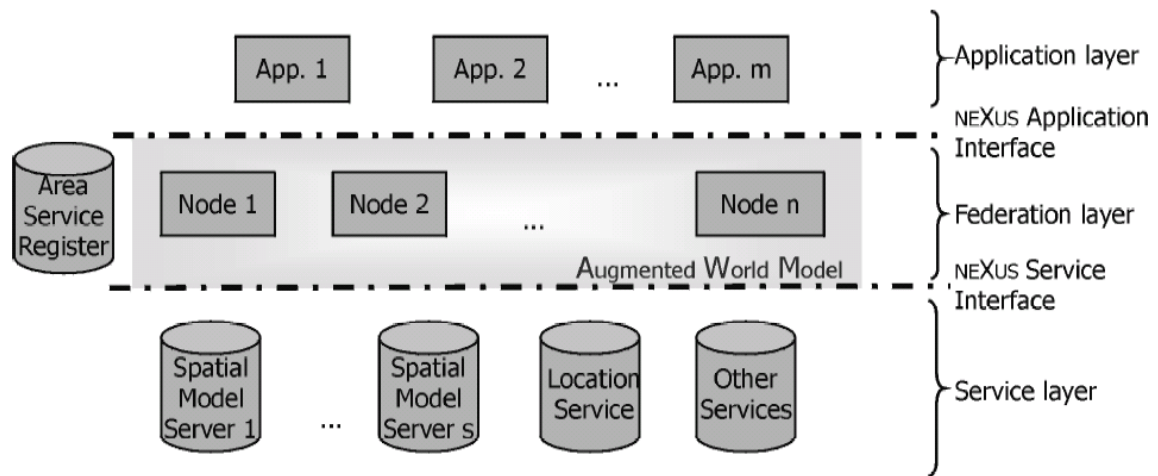 App. 1
App. 2
...
App. m
Application layer
NEXUS Application
Interface
Area
Service
Register
Node 1
Node 2
...
Node n
Federation layer
AUGMENTED WORLD MODEL
NEXUS Service
Interface
Spatial
Model
Server 1
...
Spatial
Model
Server s
Location
Service
Other
Services
Service layer